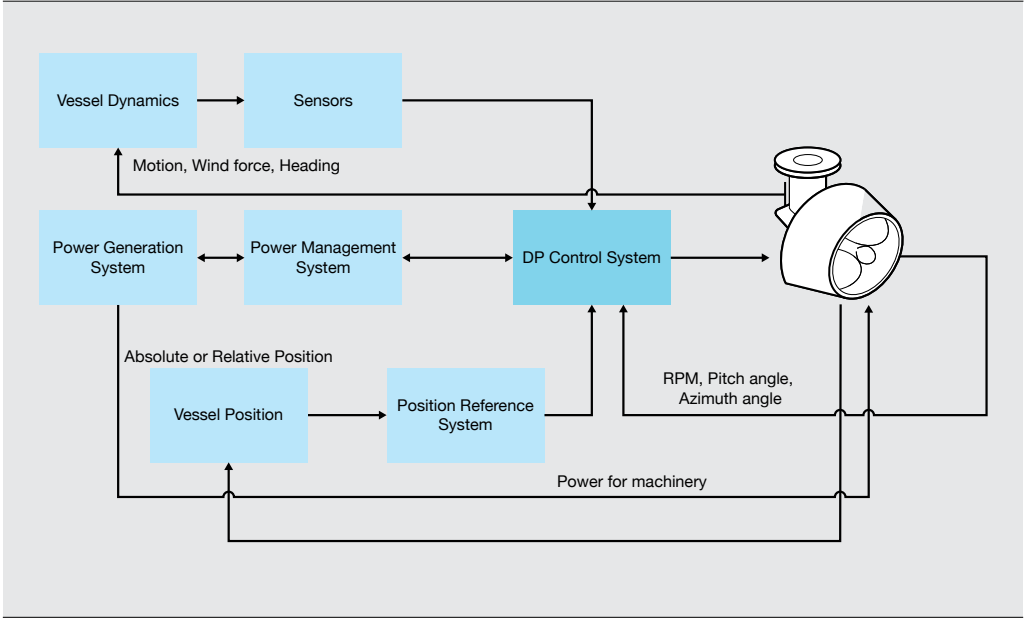 Vessel Dynamics
Sensors
Motion, Wind force, Heading
Power Generation
System
Power Management
System
DP Control System
Absolute or Relative Position
Vessel Position
Position Reference
System
RPM, Pitch angle,
Azimuth angle
Power for machinery